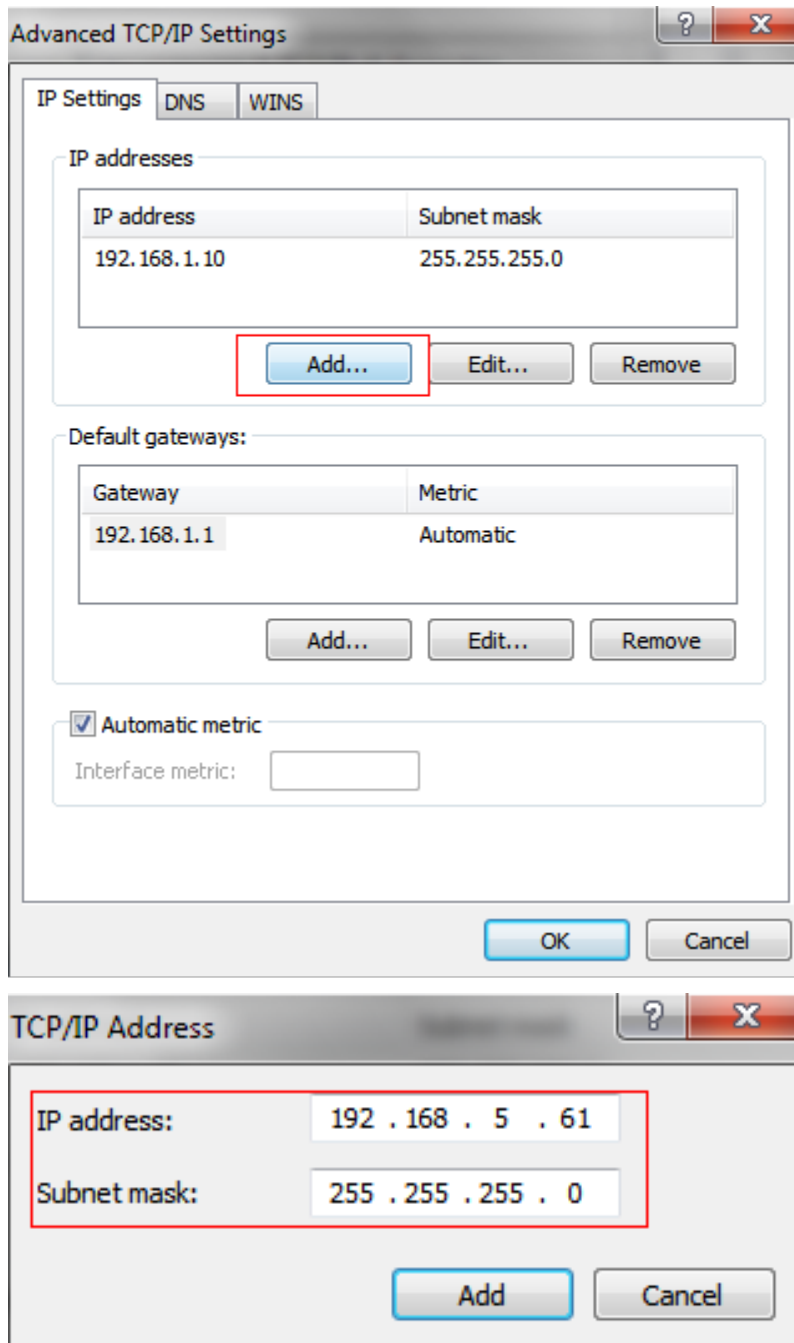 Advanced TCP/IP Settings
IP Settings DNS WINS
IP addresses
IP address Subnet mask
192.168.1.10 255.255.255.0
Add... Edit... Remove
Default gateways:
Gateway Metric
192.168.1.1 Automatic
Add... Edit... Remove
Automatic metric
Interface metric:
OK Cancel
TCP/IP Address
IP address: 192 . 168 . 5 . 61
Subnet mask: 255 . 255 . 255 . 0
Add Cancel